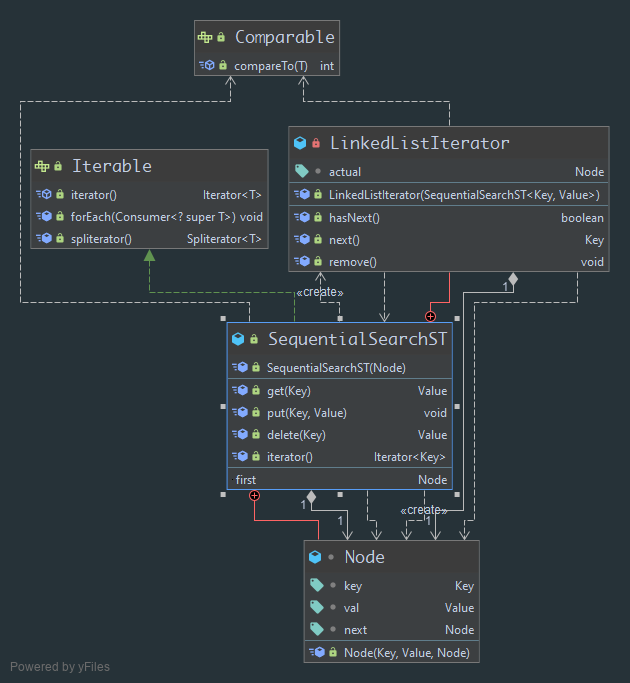 Comparable
compareTo(T) int
LinkedListIterator
actual Node
LinkedListIterator(SequentialSearchST<Key, Value>)
hasNext() boolean
next() Key
remove() void
Iterable
iterator() Iterator<T>
forEach(Consumer<? super T>) void
spliterator() Spliterator<T>
1
«create»
SequentialSearchST
SequentialSearchST(Node)
get(Key) Value
put(Key, Value) void
delete(Key) Value
iterator() Iterator<Key>
first Node
1
«create»
1
1
Node
key Key
val Value
next Node
Node(Key, Value, Node)
Powered by yFiles